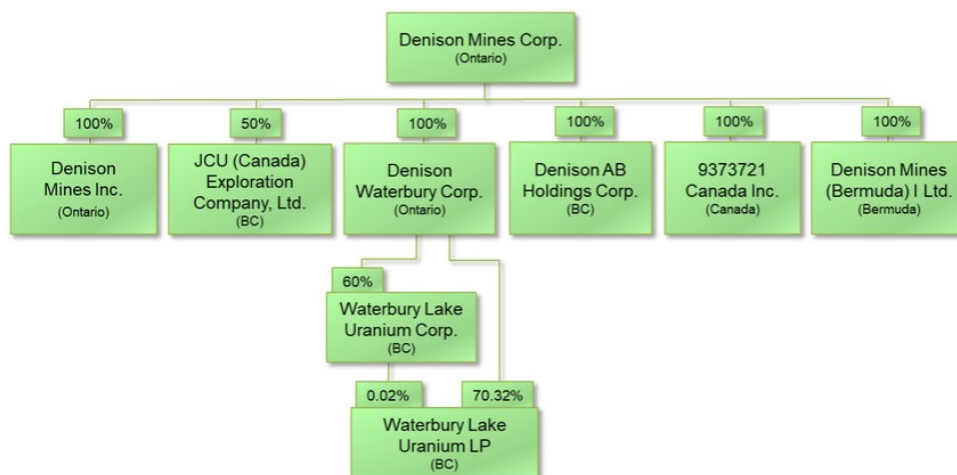 Denison Mines Corp.
(Ontario)
100%
50%
100%
100%
100%
100%
Denison
Mines Inc.
(Ontario)
JCU (Canada)
Exploration
Company, Ltd.
(BC)
Denison
Waterbury Corp.
(Ontario)
Denison AB
Holdings Corp.
(BC)
9373721
Canada Inc.
(Canada)
Denison Mines
(Bermuda) I Ltd.
(Bermuda)
60%
Waterbury Lake
Uranium Corp.
(BC)
0.02%
70.32%
Waterbury Lake
Uranium LP
(BC)